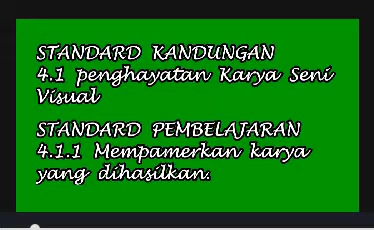 STANDARD KANDUNGAN
4.1 penghayatan Karya Seni
Visual
STANDARD PEMBELAJARAN
4.1.1 Mempamerkan karya
yang dihasilkan.